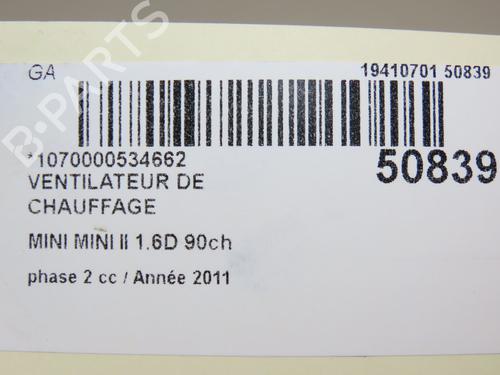 GA
19410701 50839
*1070000534662
50839
VENTILATEUR DE
CHAUFFAGE
MINI MINI II 1.6D 90ch
phase 2 cc / Année 2011
B-PARTS